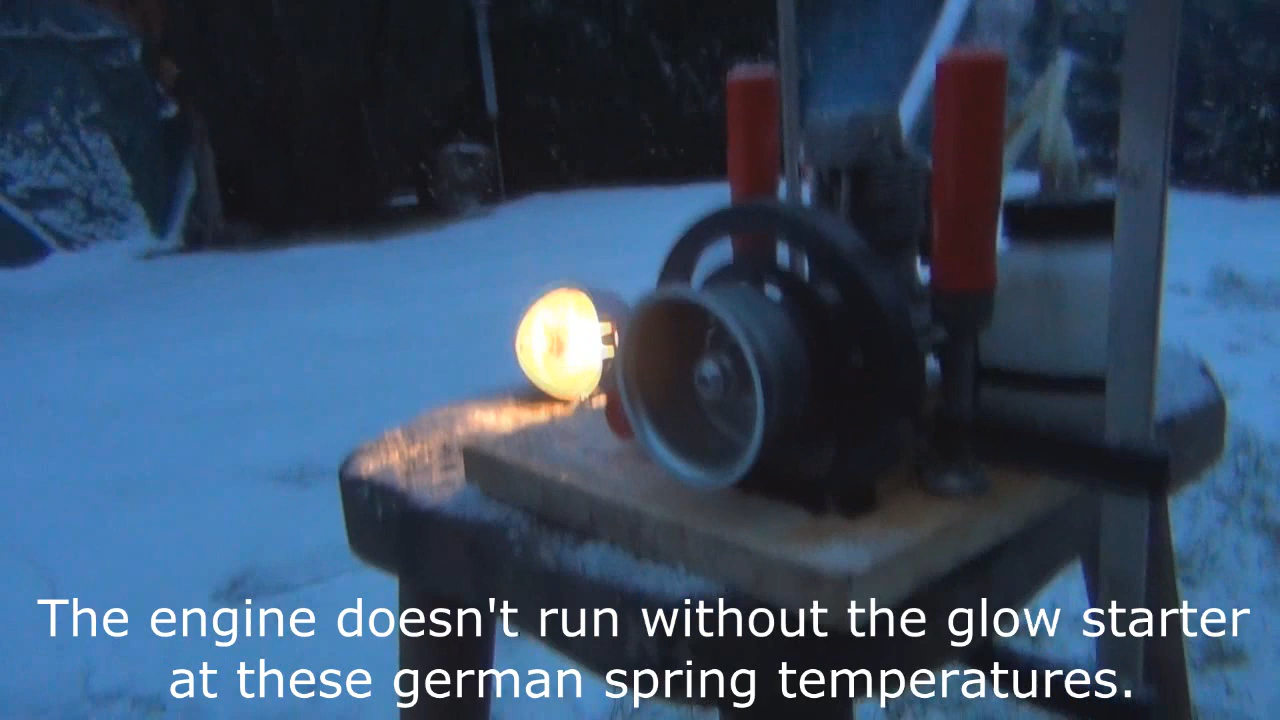 The engine doesn't run without the glow starter
at these german spring temperatures.